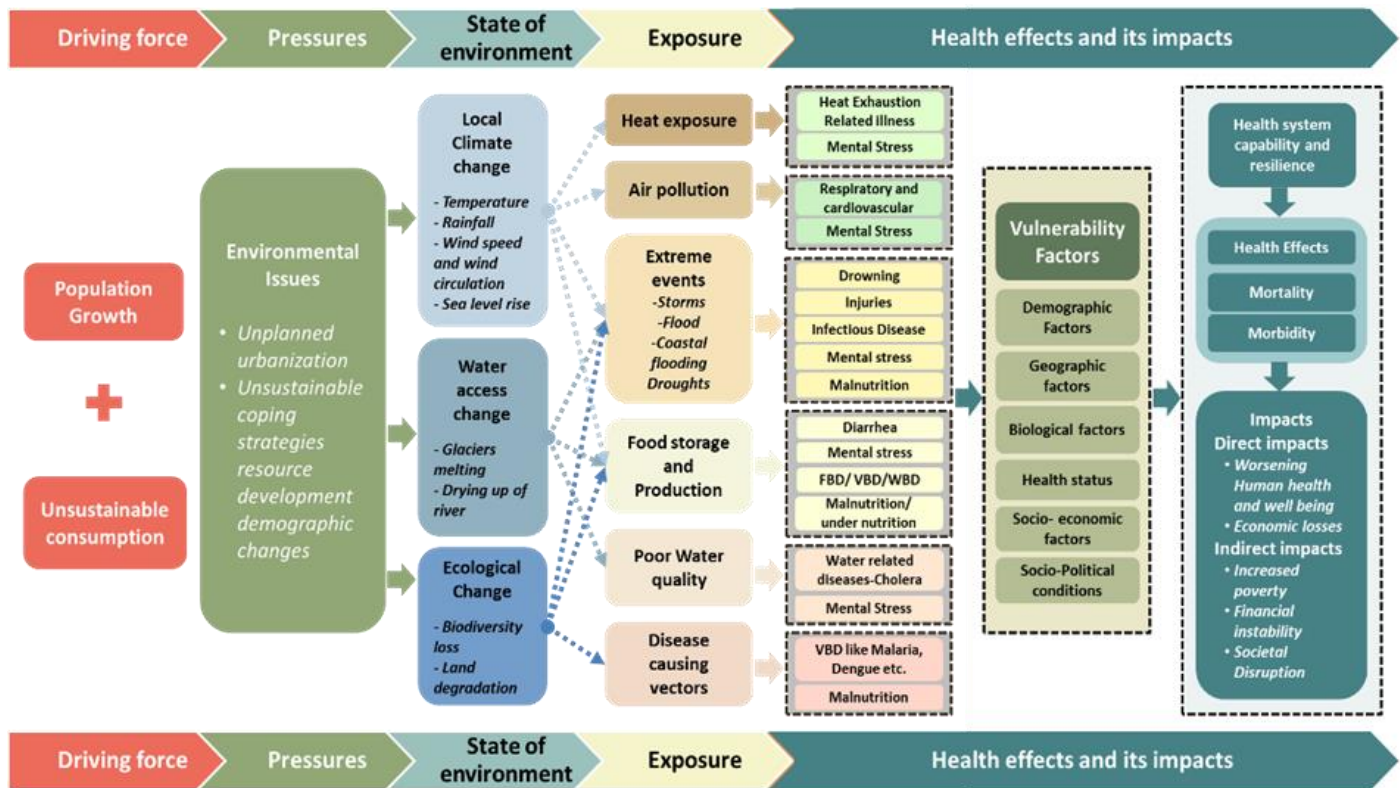 Driving force
Pressures
State of
environment
Exposure
Health effects and its impacts
Population
Growth
Unsustainable
consumption
Environmental
Issues
• Unplanned
urbanization
• Unsustainable
coping
strategies
resource
development
demographic
changes
Local
Climate
change
- Temperature
- Rainfall
- Wind speed
and wind
circulation
- Sea level rise
Water
access
change
- Glaciers
melting
- Drying up of
river
Ecological
Change
- Biodiversity
loss
- Land
degradation
Heat exposure
Air pollution
Extreme
events
-Storms
-Flood
-Coastal
flooding
Droughts
Food storage
and
Production
Poor Water
quality
Disease
causing
vectors
Heat Exhaustion
Related illness
Mental Stress
Respiratory and
cardiovascular
Mental Stress
Drowning
Injuries
Infectious Disease
Mental stress
Malnutrition
Diarrhea
Mental stress
FBD/ VBD/WBD
Malnutrition/
under nutrition
Water related
diseases-Cholera
Mental Stress
VBD like Malaria,
Dengue etc.
Malnutrition
Vulnerability
Factors
Demographic
Factors
Geographic
factors
Biological factors
Health status
Socio- economic
factors
Socio-Political
conditions
Health system
capability and
resilience
Health Effects
Mortality
Morbidity
Impacts
Direct impacts
• Worsening
Human health
and well being
• Economic losses
Indirect impacts
• Increased
poverty
• Financial
instability
• Societal
Disruption
Driving force
Pressures
State of
environment
Exposure
Health effects and its impacts